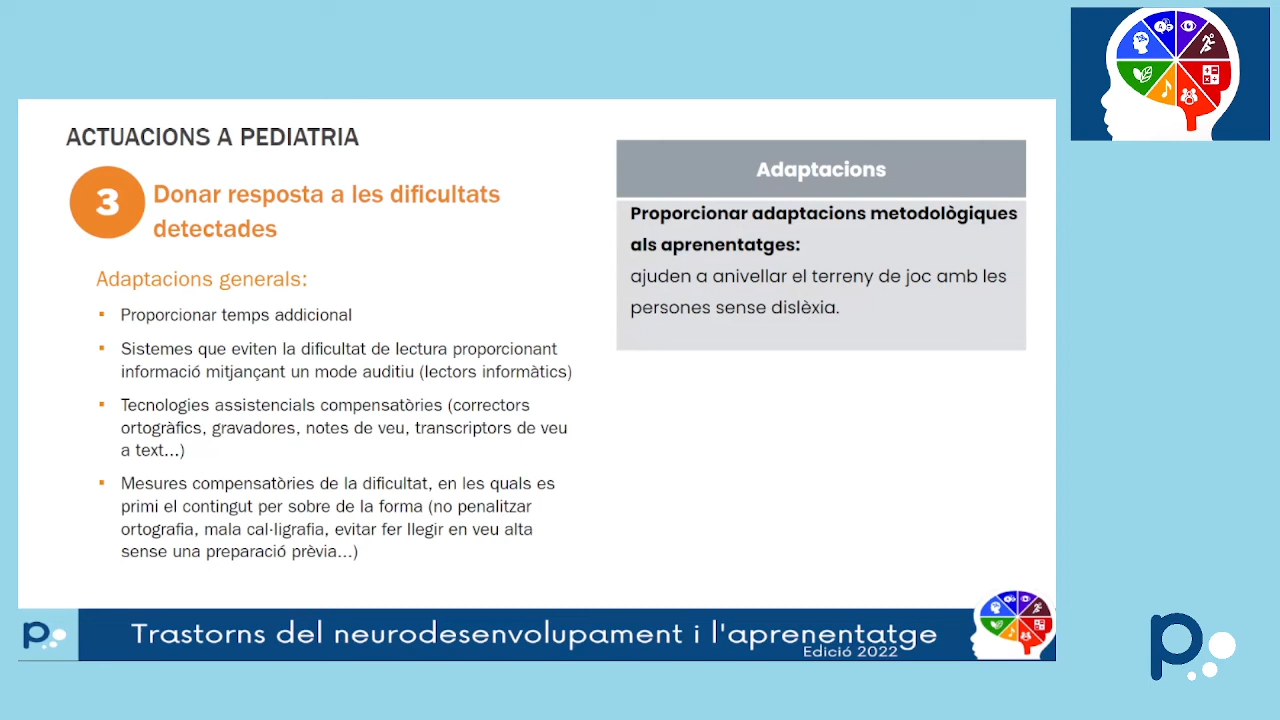 ACTUACIONS A PEDIATRIA
3
Donar resposta a les dificultats
detectades
Adaptacions generals:
▪ Proporcionar temps addicional
▪ Sistemes que eviten la dificultat de lectura proporcionant
informació mitjançant un mode auditiu (lectors informàtics)
▪ Tecnologies assistencials compensatòries (correctors
ortogràfics, gravadores, notes de veu, transcriptors de veu
a text...)
▪ Mesures compensatòries de la dificultat, en les quals es
primi el contingut per sobre de la forma (no penalitzar
ortografia, mala cal·ligrafia, evitar fer llegir en veu alta
sense una preparació prèvia...)
Adaptacions
Proporcionar adaptacions metodològiques
als aprenentatges:
ajuden a anivellar el terreny de joc amb les
persones sense dislèxia.
p
Trastorns del neurodesenvolupament i l'aprenentatge
Edició 2022
p